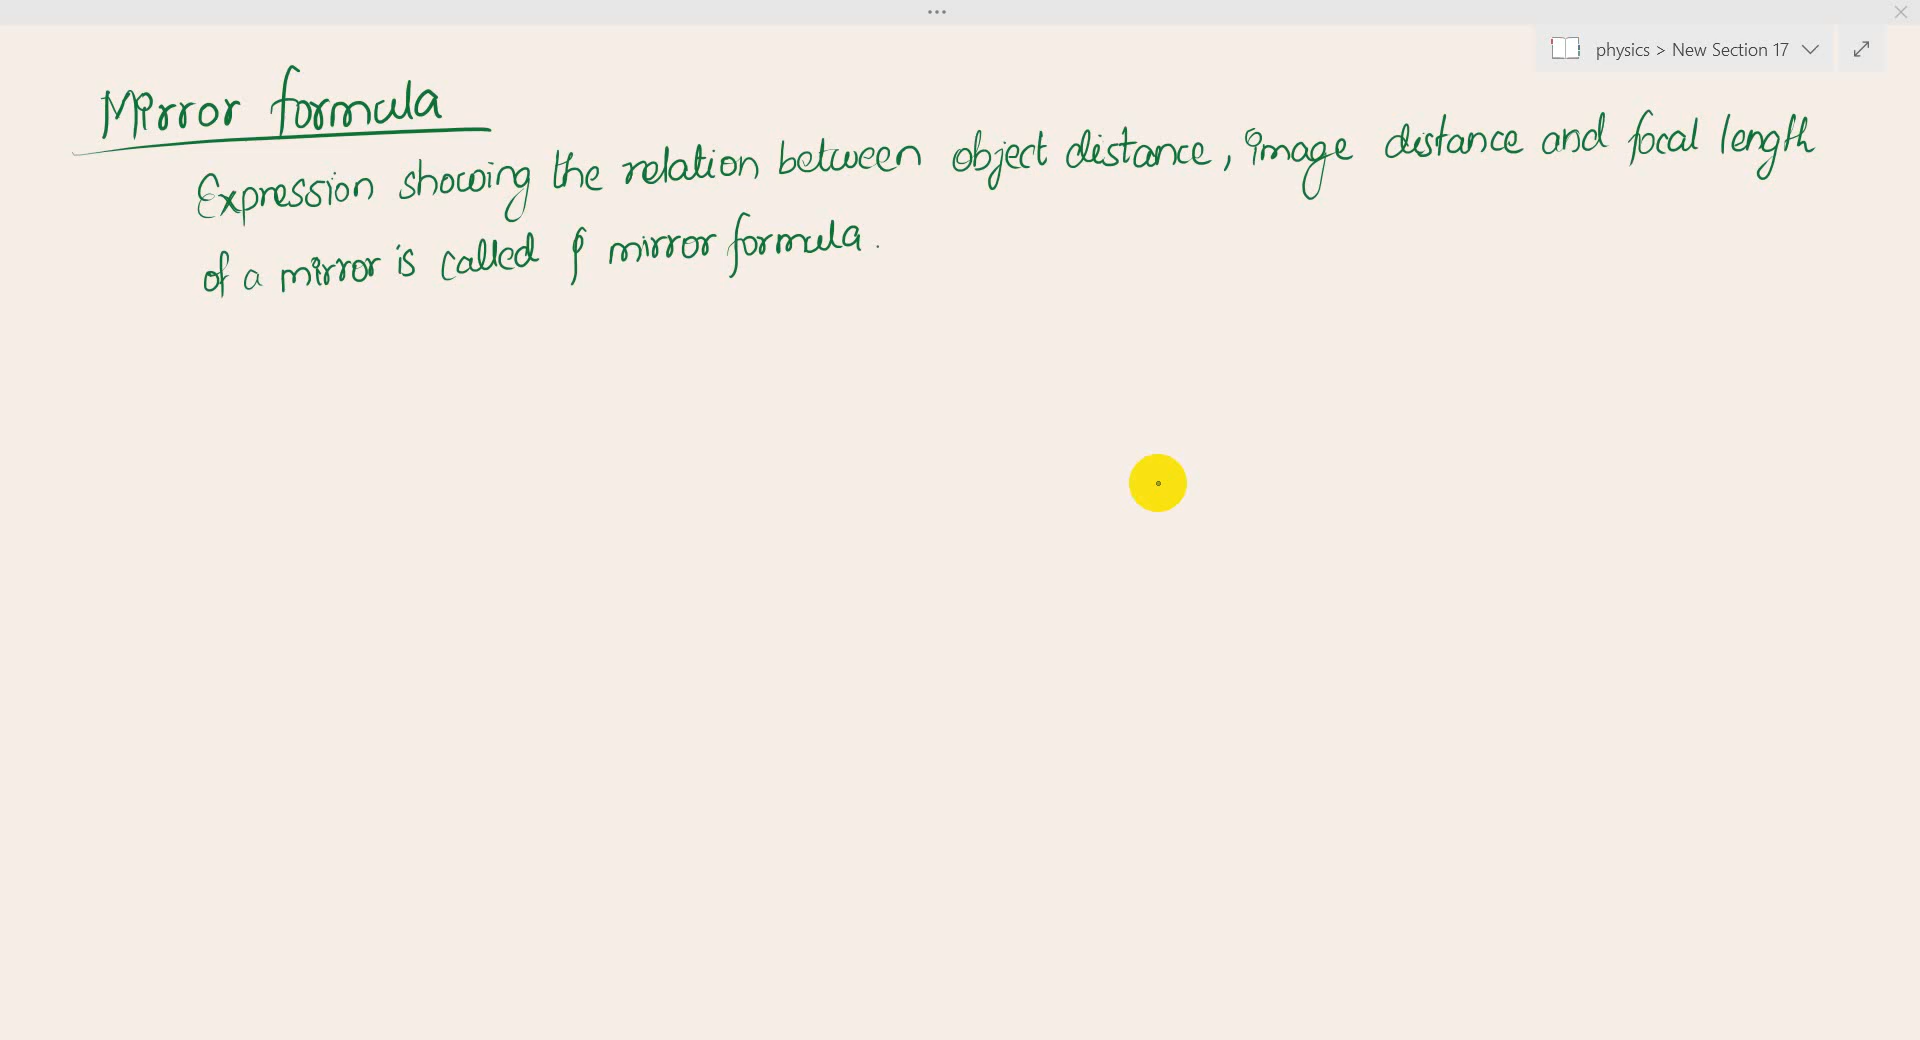 physics > New Section 17
Mirror formula
Expression showing the relation between object distance, image distance and focal length
of a mirror is called f mirror formula.